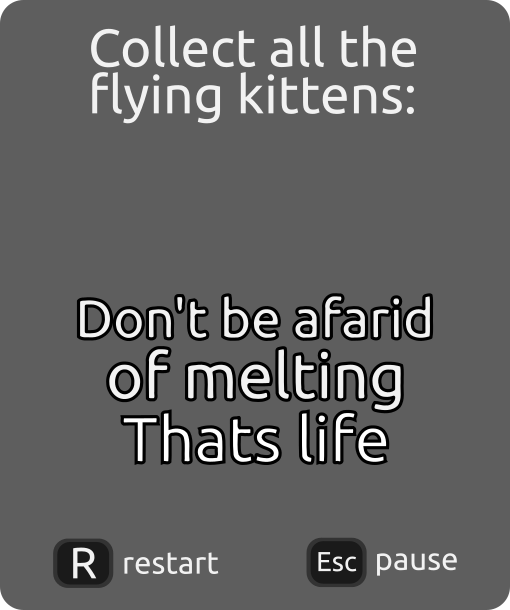 Collect all the
flying kittens:
Don't be afarid
of melting
Thats life
R restart
Esc pause